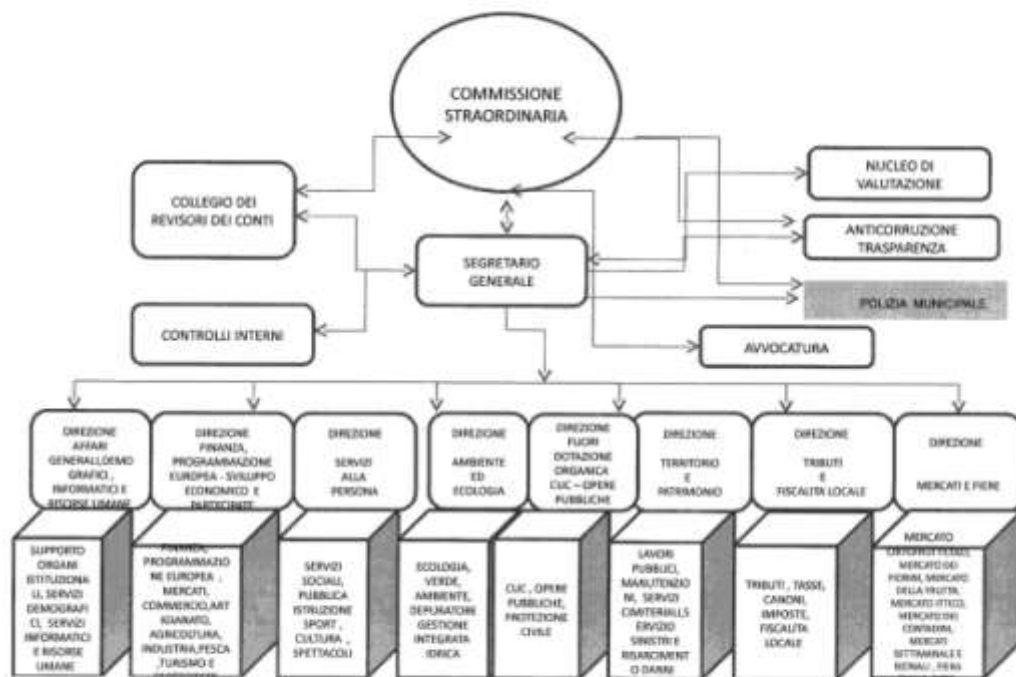 COMMISSIONE
STRAORDINARIA
COLLEGIO DEI
REVISORI DEI CONTI
NUCLEO DI
VALUTAZIONE
ANTICORRUZIONE
TRASPARENZA
SEGRETARIO
GENERALE
POLIZIA MUNICIPALE
CONTROLLI INTERNI
AVVOCATURA
DIREZIONE
AFFARI
GENERALI,DEMO
GRAFICI ,
INFORMATICI E
RISORSE UMANE
DIREZIONE
FINANZA,
PROGRAMMAZIONE
EUROPEA - SVILUPPO
ECONOMICO E
PARTECIPATE
DIREZIONE
SERVIZI
ALLA
PERSONA
DIREZIONE
AMBIENTE
ED
ECOLOGIA
DIREZIONE
FUORI
DOTAZIONE
ORGANICA
CUC – OPERE
PUBBLICHE
DIREZIONE
TERRITORIO
E
PATRIMONIO
DIREZIONE
TRIBUTI
E
FISCALITA LOCALE
DIREZIONE
MERCATI E FIERE
SUPPORTO
ORGANI
ISTITUZIONA
LI, SERVIZI
DEMOGRAFI
CI, SERVIZI
INFORMATICI
E RISORSE
UMANE
FINANZA,
PROGRAMMAZIO
NE EUROPEA ,
MERCATI,
COMMERCIO,ART
IGIANATO,
AGRICOLTURA,
INDUSTRIA,PESCA
,TURISMO E
SERVIZI
SOCIALI,
PUBBLICA
ISTRUZIONE
SPORT ,
CULTURA ,
SPETTACOLI
ECOLOGIA,
VERDE,
AMBIENTE,
DEPURATORE
GESTIONE
INTEGRATA
IDRICA
CUC , OPERE
PUBBLICHE,
PROTEZIONE
CIVILE
LAVORI
PUBBLICI,
MANUTENZIO
NI, SERVIZI
CIMTERIALLS
ERVIZIO
SINISTRI E
RISARCIMENT
O DANNI
TRIBUTI , TASSE,
CANONI,
IMPOSTE,
FISCALITA
LOCALE
MERCATO
ORTOFRUTTICOLO,
MERCATO DEI
FIORINI, MERCATO
DELLA FRUTTA,
MERCATO ITTICO,
MERCATO DEI
CONTADINI,
MERCATI
SETTIMANALE E
RIONALI , FIERA